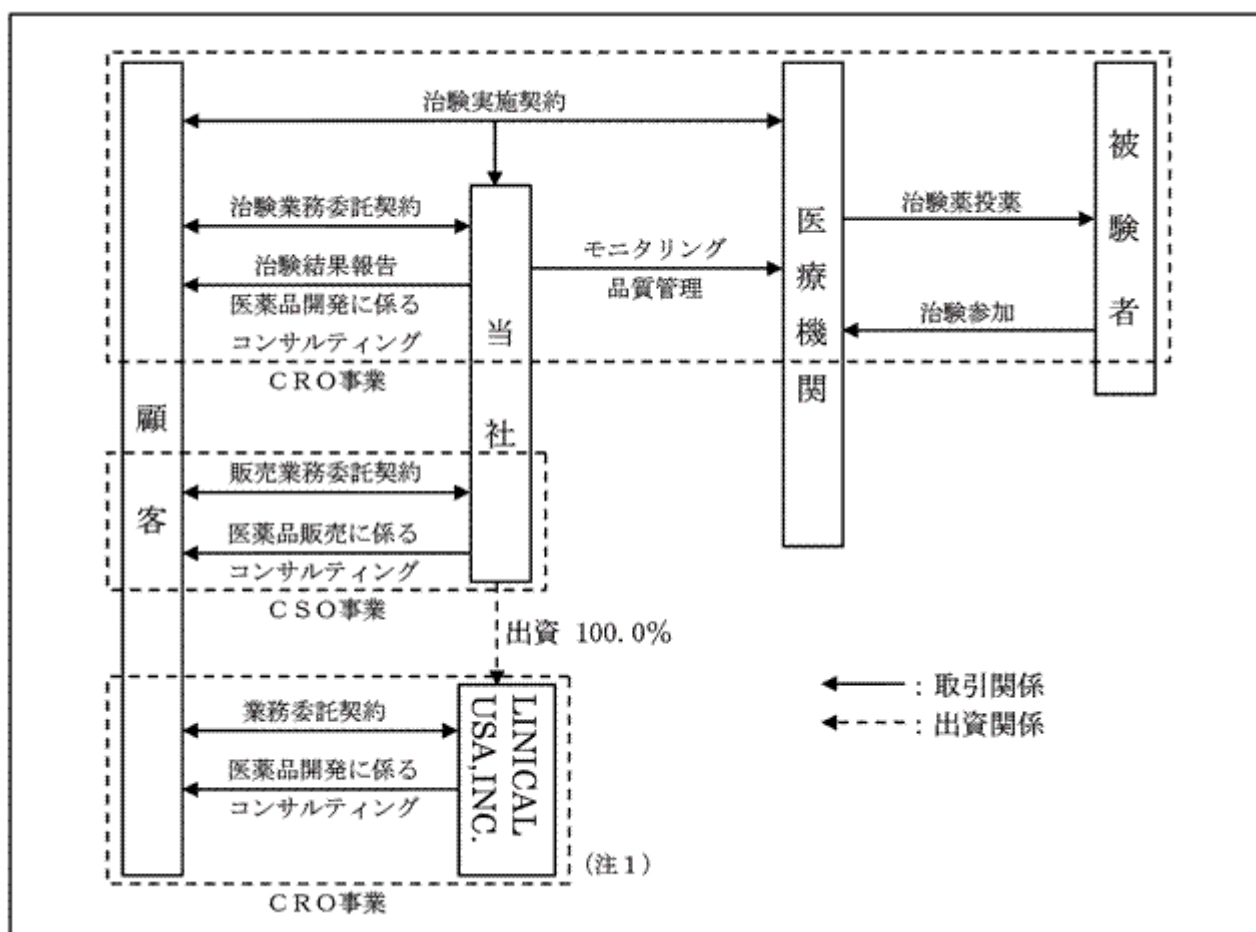 治験実施契約
治験業務委託契約
治験結果報告
医薬品開発に係る
コンサルティング
モニタリング
品質管理
治験薬投薬
治験参加
ＣＲＯ事業
顧客
当社
医療機関
被験者
販売業務委託契約
医薬品販売に係る
コンサルティング
ＣＳＯ事業
出資 100.0％
業務委託契約
医薬品開発に係る
コンサルティング
LINICAL
USA,INC.
(注１)
ＣＲＯ事業
：取引関係
：出資関係